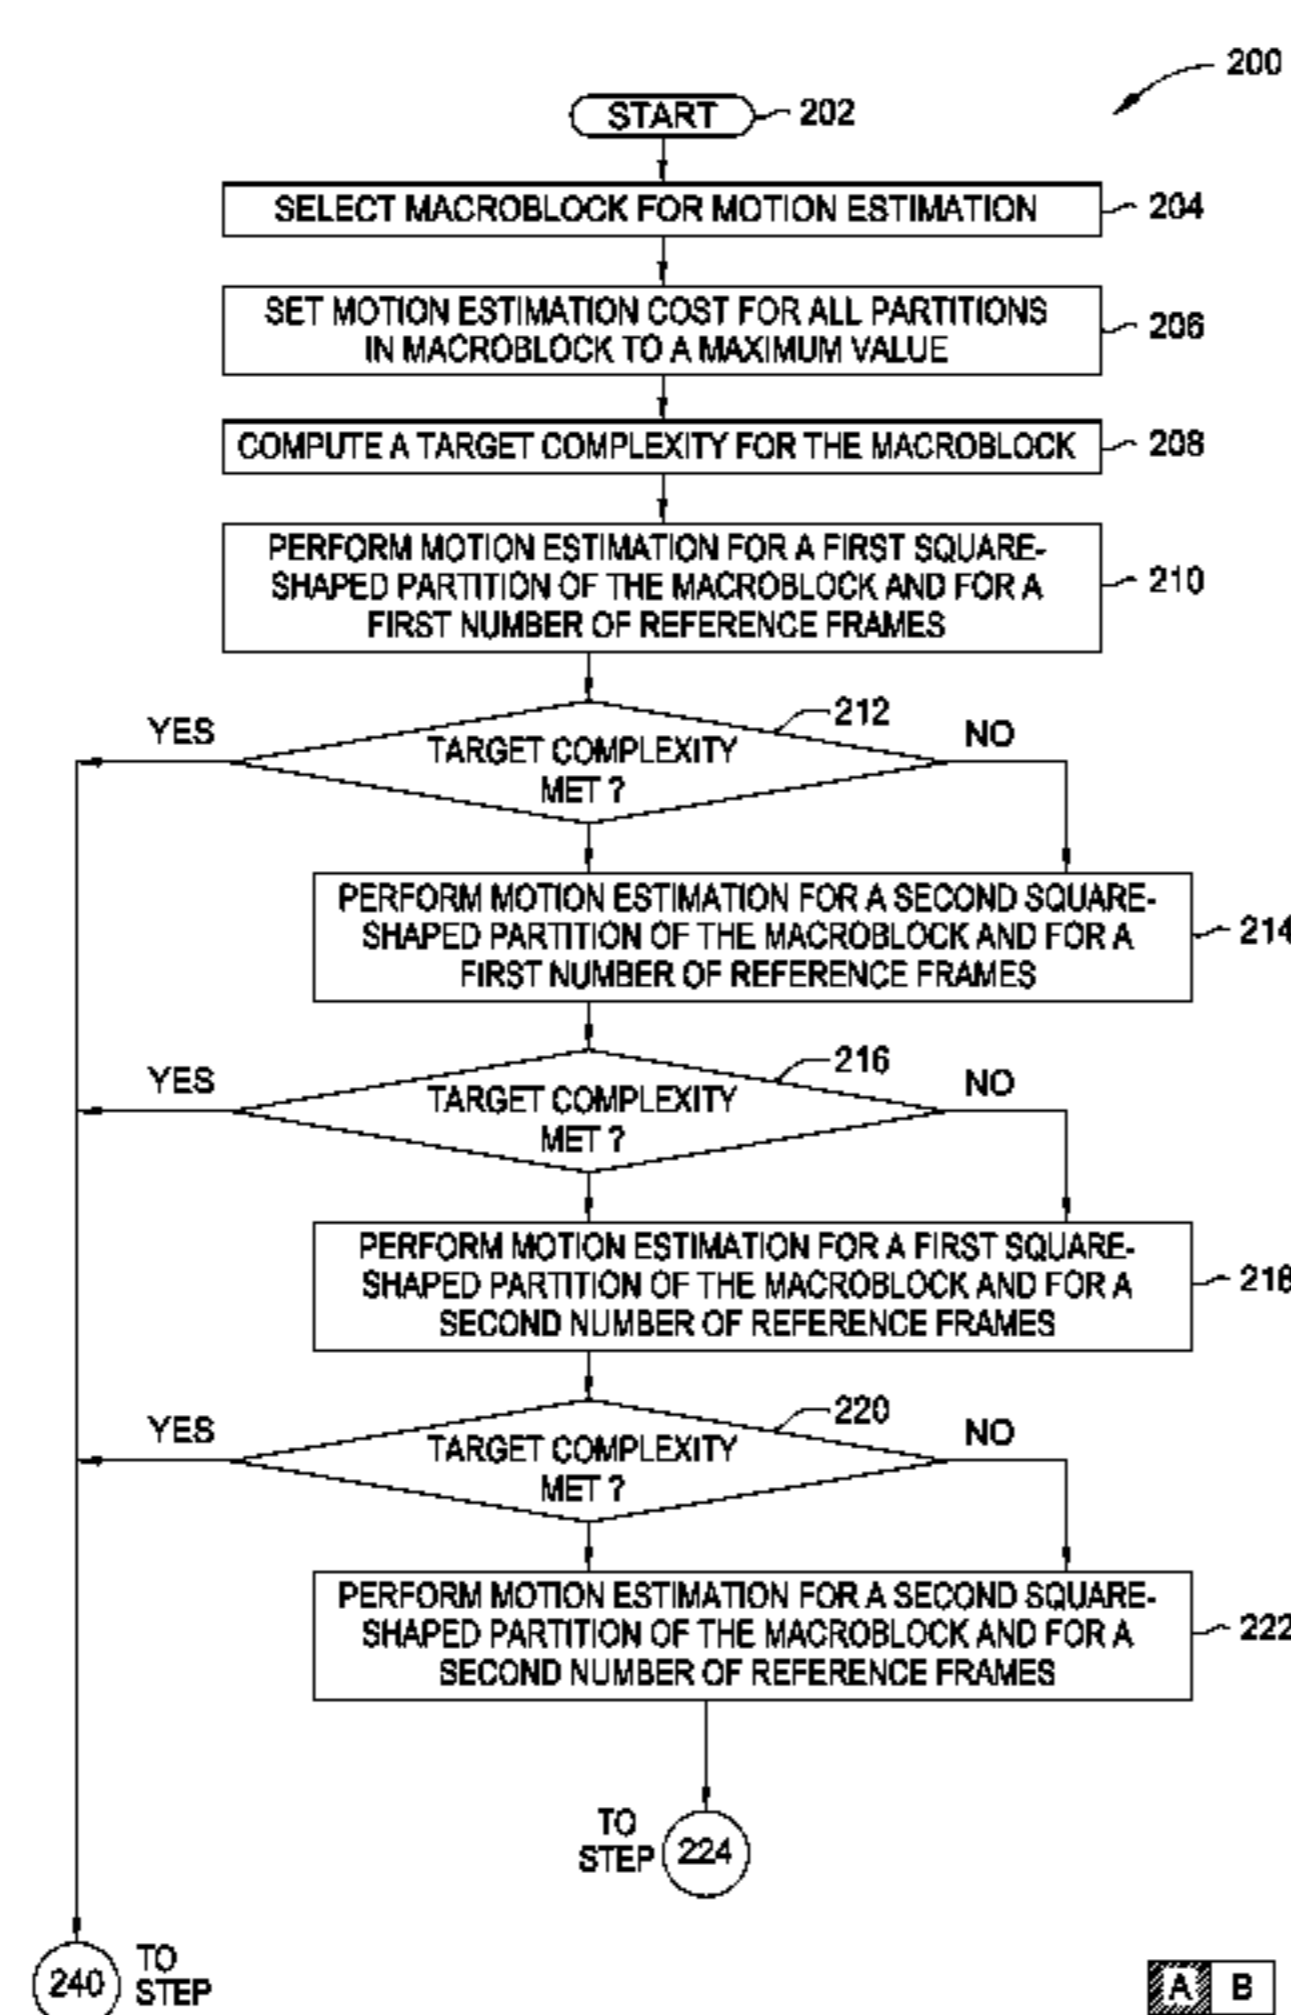 200
START
202
SELECT MACROBLOCK FOR MOTION ESTIMATION
204
SET MOTION ESTIMATION COST FOR ALL PARTITIONS
IN MACROBLOCK TO A MAXIMUM VALUE
206
COMPUTE A TARGET COMPLEXITY FOR THE MACROBLOCK
208
PERFORM MOTION ESTIMATION FOR A FIRST SQUARE-
SHAPED PARTITION OF THE MACROBLOCK AND FOR A
FIRST NUMBER OF REFERENCE FRAMES
210
YES
212
NO
TARGET COMPLEXITY
MET ?
PERFORM MOTION ESTIMATION FOR A SECOND SQUARE-
SHAPED PARTITION OF THE MACROBLOCK AND FOR A
FIRST NUMBER OF REFERENCE FRAMES
214
YES
216
NO
TARGET COMPLEXITY
MET ?
PERFORM MOTION ESTIMATION FOR A FIRST SQUARE-
SHAPED PARTITION OF THE MACROBLOCK AND FOR A
SECOND NUMBER OF REFERENCE FRAMES
218
YES
220
NO
TARGET COMPLEXITY
MET ?
PERFORM MOTION ESTIMATION FOR A SECOND SQUARE-
SHAPED PARTITION OF THE MACROBLOCK AND FOR A
SECOND NUMBER OF REFERENCE FRAMES
222
TO
STEP
224
240
TO
STEP
A B